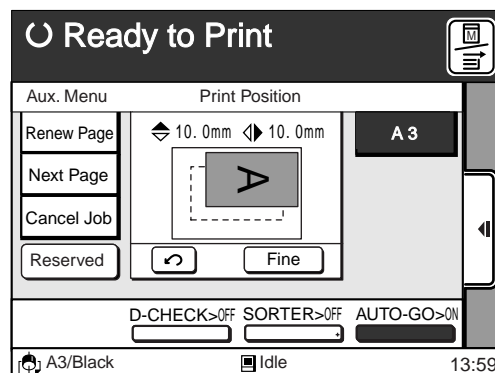 Ready to Print
M
Aux. Menu
Print Position
Renew Page
10. 0mm 10. 0mm
A 3
Next Page
A
Cancel Job
Reserved
Fine
D-CHECK>OFF SORTER>OFF AUTO-GO>ON
A3/Black
Idle
13:59